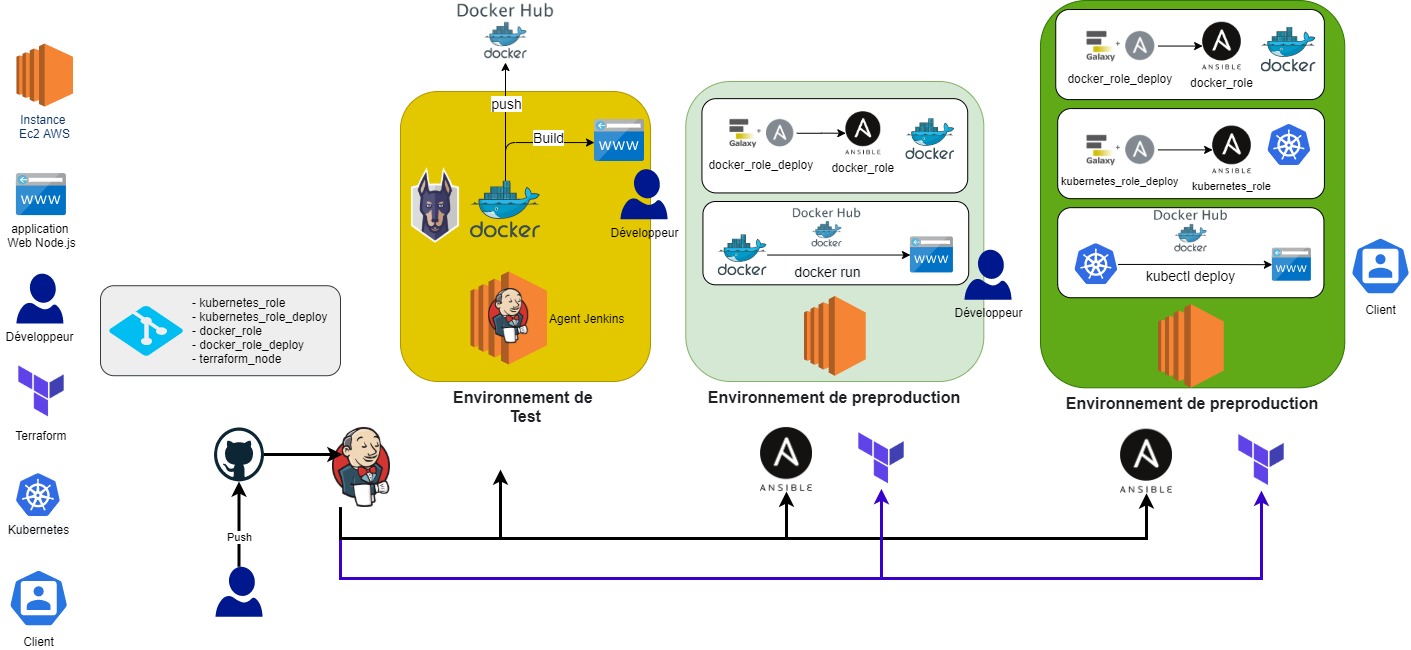 Instance
Ec2 AWS
WWW
application
Web Node.js
Développeur
Terraform
Kubernetes
Client
- kubernetes_role
- kubernetes_role_deploy
- docker_role
- docker_role_deploy
- terraform_node
Push
Docker Hub
docker
push
Build
WWW
docker
Développeur
Agent Jenkins
Environnement de
Test
Galaxy
+
docker_role_deploy
ANSIBLE
docker_role
docker
Docker Hub
docker
docker
docker run
WWW
Développeur
Environnement de preproduction
ANSIBLE
Galaxy
+
docker_role_deploy
ANSIBLE
docker_role
docker
Galaxy
+
kubernetes_role_deploy
ANSIBLE
kubernetes_role
Docker Hub
docker
kubectl deploy
WWW
Environnement de preproduction
ANSIBLE
Client